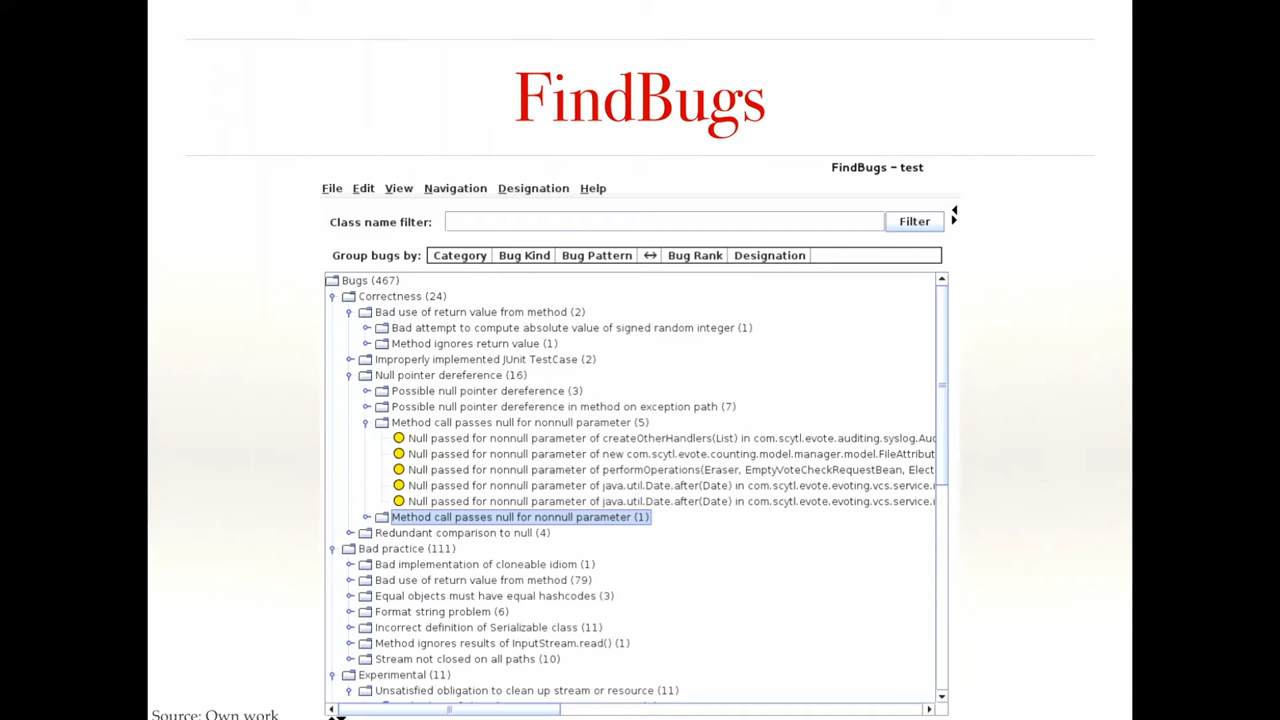 FindBugs
FindBugs – test
File Edit View Navigation Designation Help
Class name filter: Filter
Group bugs by: Category Bug Kind Bug Pattern ↔ Bug Rank Designation
Bugs (467)
Correctness (24)
Bad use of return value from method (2)
Bad attempt to compute absolute value of signed random integer (1)
Method ignores return value (1)
Improperly implemented JUnit TestCase (2)
Null pointer dereference (16)
Possible null pointer dereference (3)
Possible null pointer dereference in method on exception path (7)
Method call passes null for nonnull parameter (5)
Null passed for nonnull parameter of createOtherHandlers(List) in com.scytl.evote.auditing.syslog.Auc
Null passed for nonnull parameter of new com.scytl.evote.counting.model.manager.model.FileAttribut
Null passed for nonnull parameter of performOperations(Eraser, EmptyVoteCheckRequestBean, Elect
Null passed for nonnull parameter of java.util.Date.after(Date) in com.scytl.evote.evoting.vcs.service.i
Null passed for nonnull parameter of java.util.Date.after(Date) in com.scytl.evote.evoting.vcs.service.i
Method call passes null for nonnull parameter (1)
Redundant comparison to null (4)
Bad practice (111)
Bad implementation of cloneable idiom (1)
Bad use of return value from method (79)
Equal objects must have equal hashcodes (3)
Format string problem (6)
Incorrect definition of Serializable class (11)
Method ignores results of InputStream.read() (1)
Stream not closed on all paths (10)
Experimental (11)
Unsatisfied obligation to clean up stream or resource (11)
Source: Own work